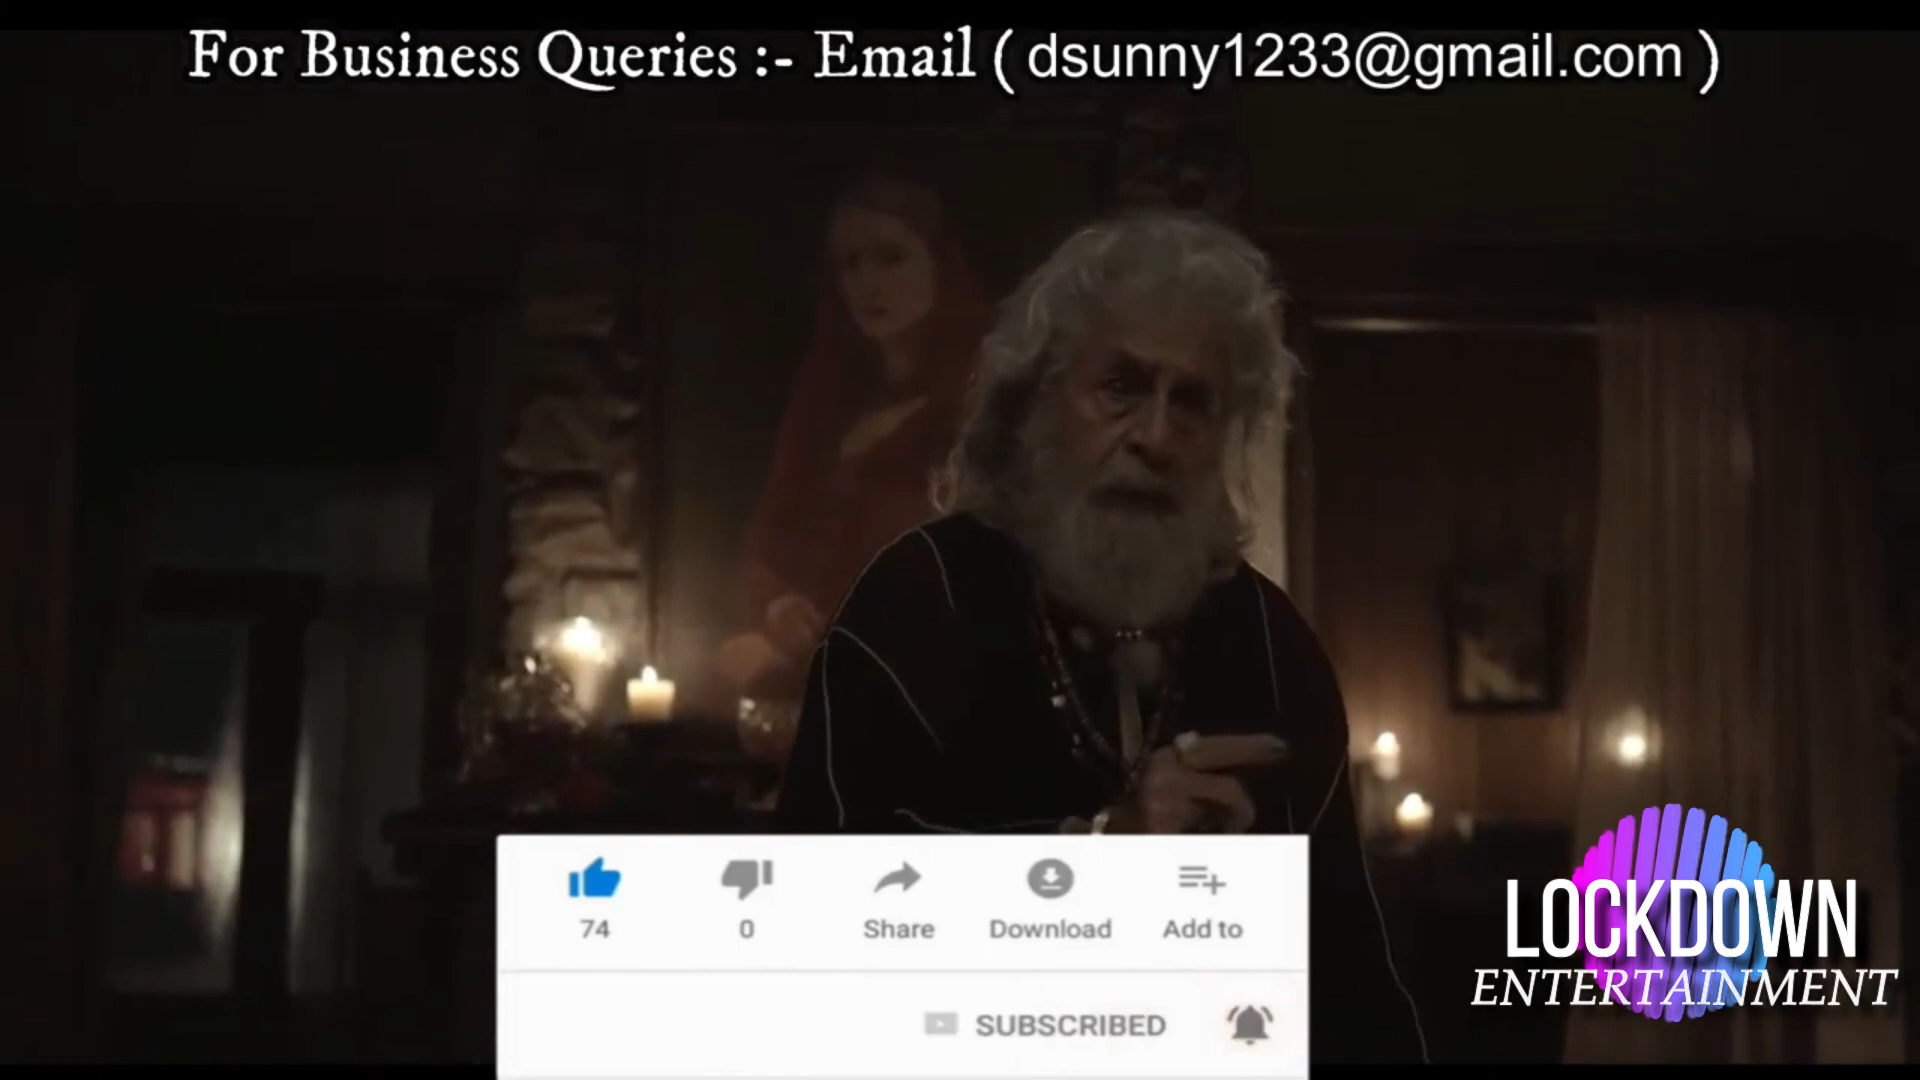 For Business Queries :- Email ( dsunny1233@gmail.com )
74
0
Share
Download
Add to
SUBSCRIBED
LOCKDOWN
ENTERTAINMENT